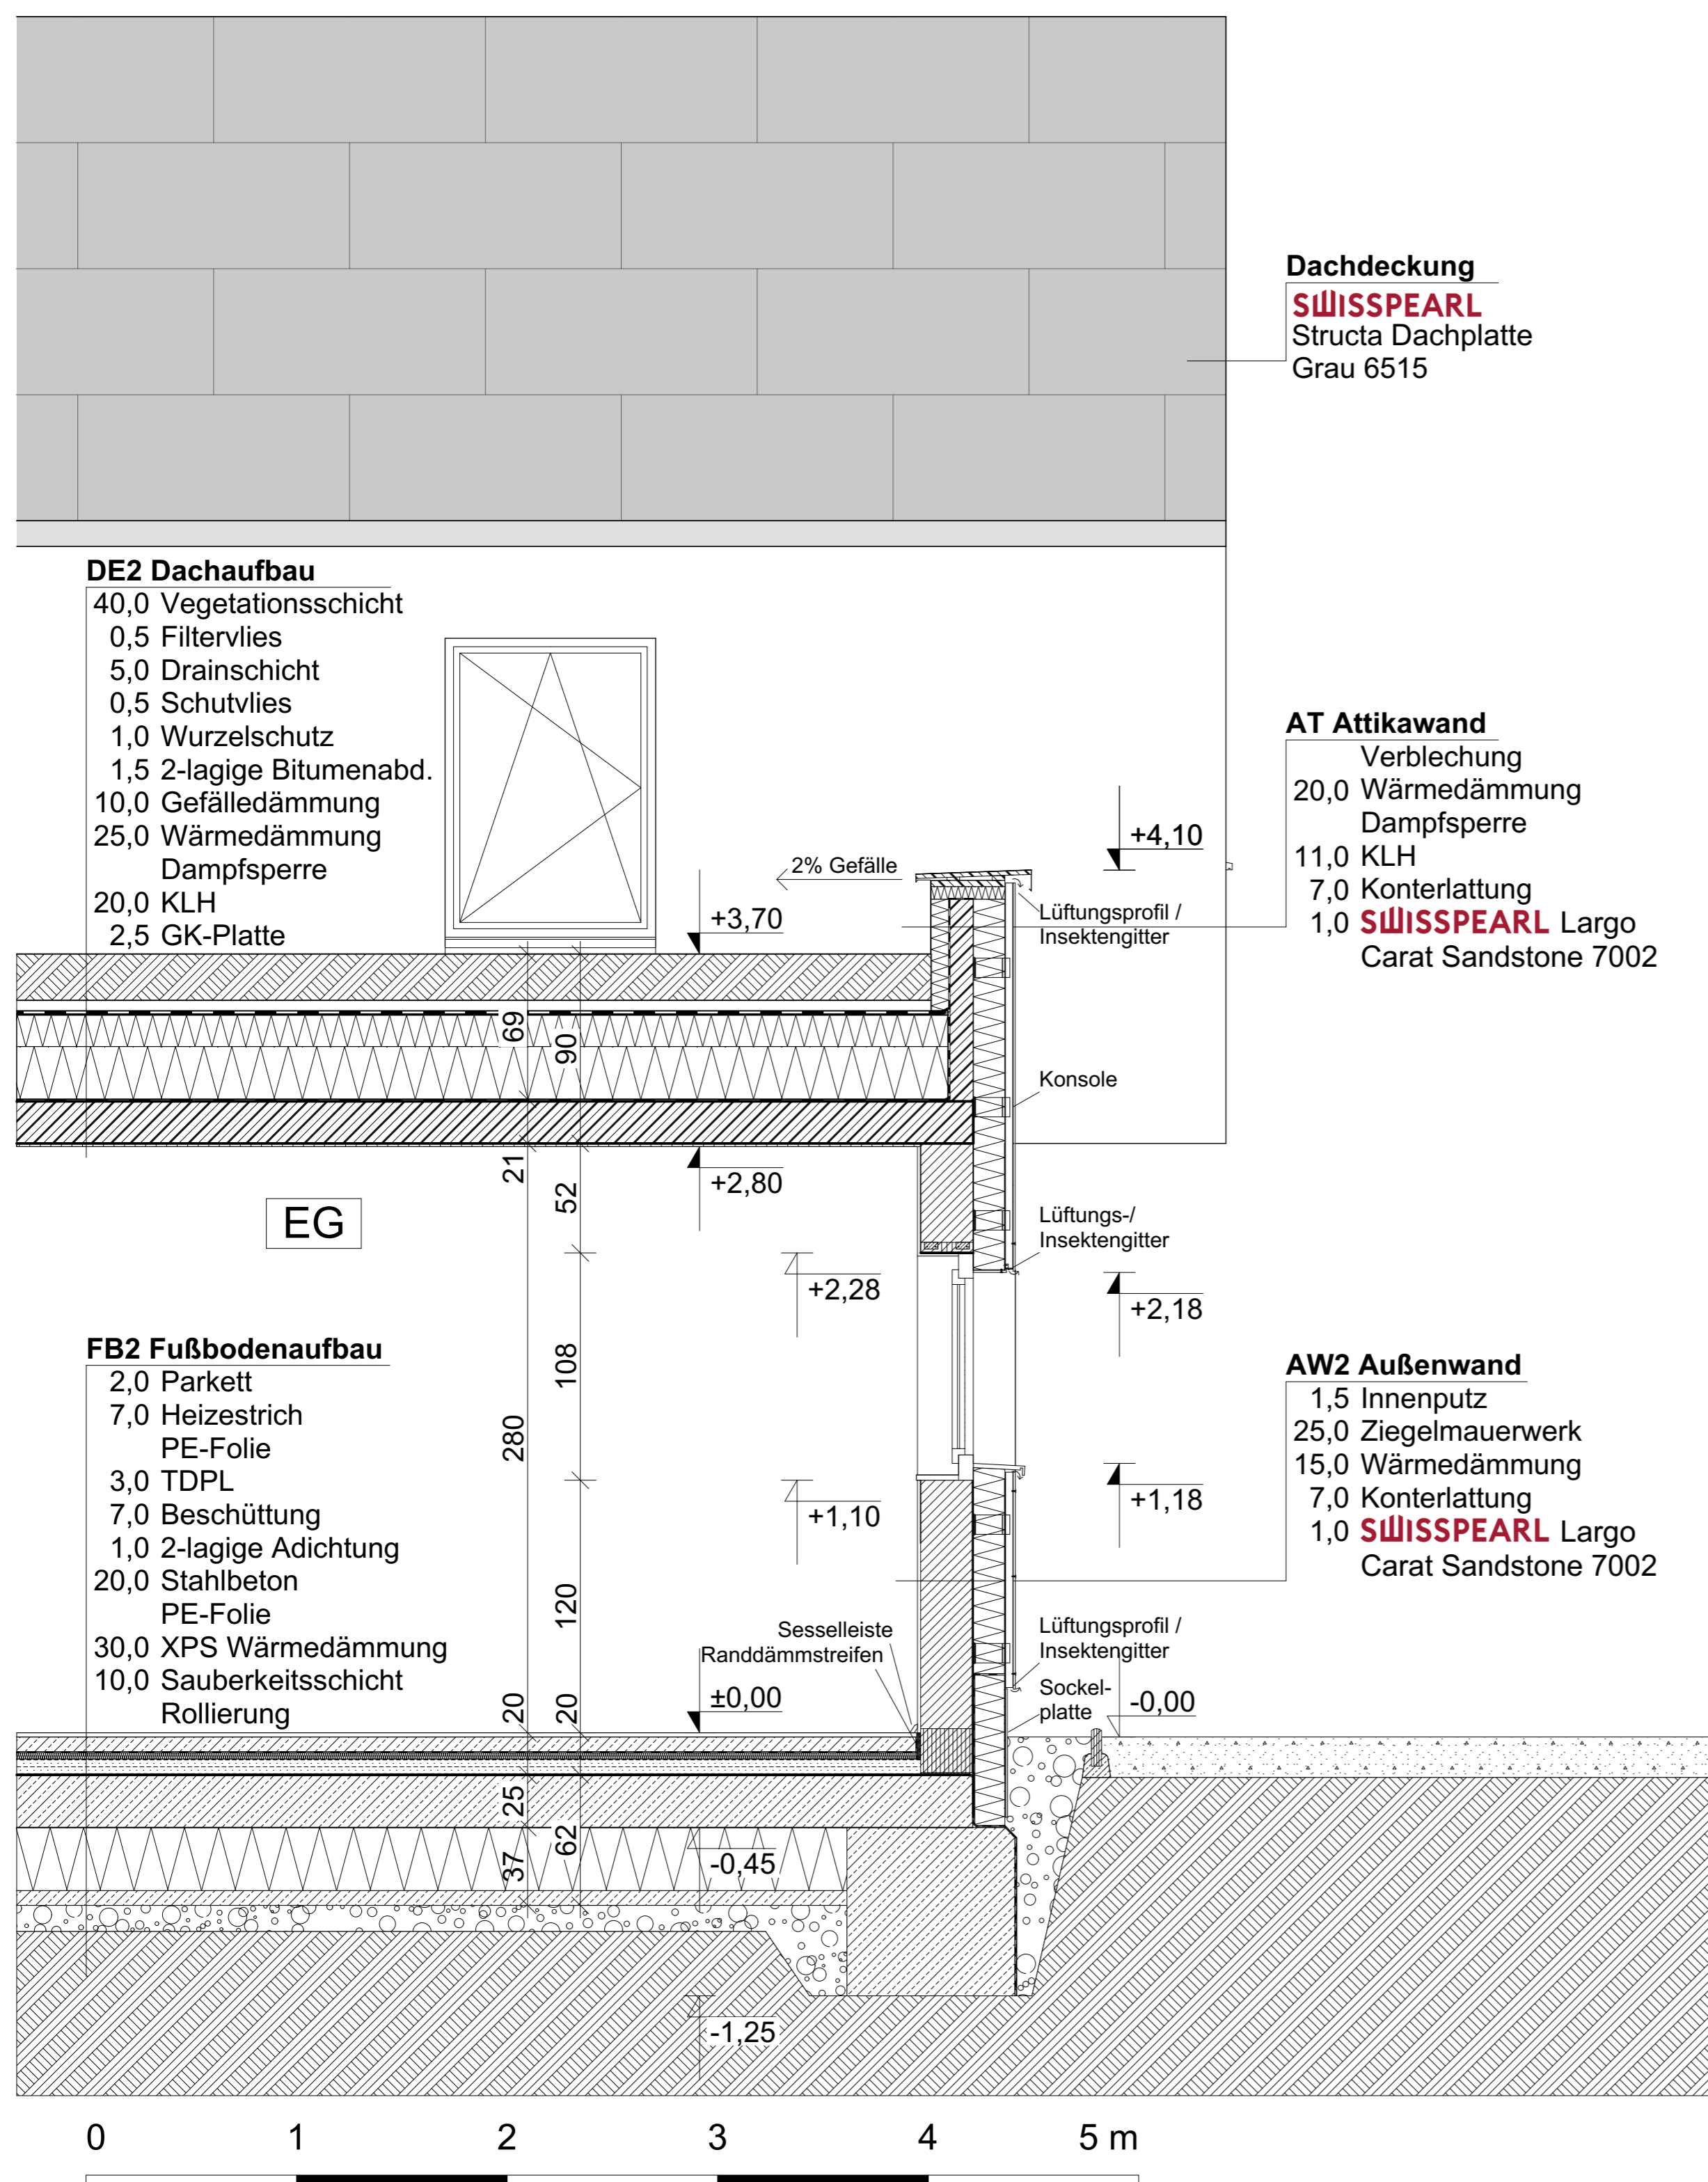 Dachdeckung
SWISSPEARL
Structa Dachplatte
Grau 6515
DE2 Dachaufbau
40,0 Vegetationsschicht
0,5 Filtervlies
5,0 Drainschicht
0,5 Schutvlies
1,0 Wurzelschutz
1,5 2-lagige Bitumenabd.
10,0 Gefälledämmung
25,0 Wärmedämmung
Dampfsperre
20,0 KLH
2,5 GK-Platte
AT Attikawand
Verblechung
20,0 Wärmedämmung
Dampfsperre
11,0 KLH
7,0 Konterlattung
1,0 SWISSPEARL Largo
Carat Sandstone 7002
+4,10
2% Gefälle
+3,70
Lüftungsprofil /
Insektengitter
69
90
Konsole
21
52
+2,80
EG
Lüftungs-/
Insektengitter
+2,28
+2,18
FB2 Fußbodenaufbau
2,0 Parkett
7,0 Heizestrich
PE-Folie
3,0 TDPL
7,0 Beschüttung
1,0 2-lagige Adichtung
20,0 Stahlbeton
PE-Folie
30,0 XPS Wärmedämmung
10,0 Sauberkeitsschicht
Rollierung
108
280
AW2 Außenwand
1,5 Innenputz
25,0 Ziegelmauerwerk
15,0 Wärmedämmung
7,0 Konterlattung
1,0 SWISSPEARL Largo
Carat Sandstone 7002
+1,10
+1,18
120
Sesselleiste
Randdämmstreifen
Lüftungsprofil /
Insektengitter
Sockel-
platte
20
20
±0,00
-0,00
25
62
37
-0,45
-1,25
0 1 2 3 4 5 m